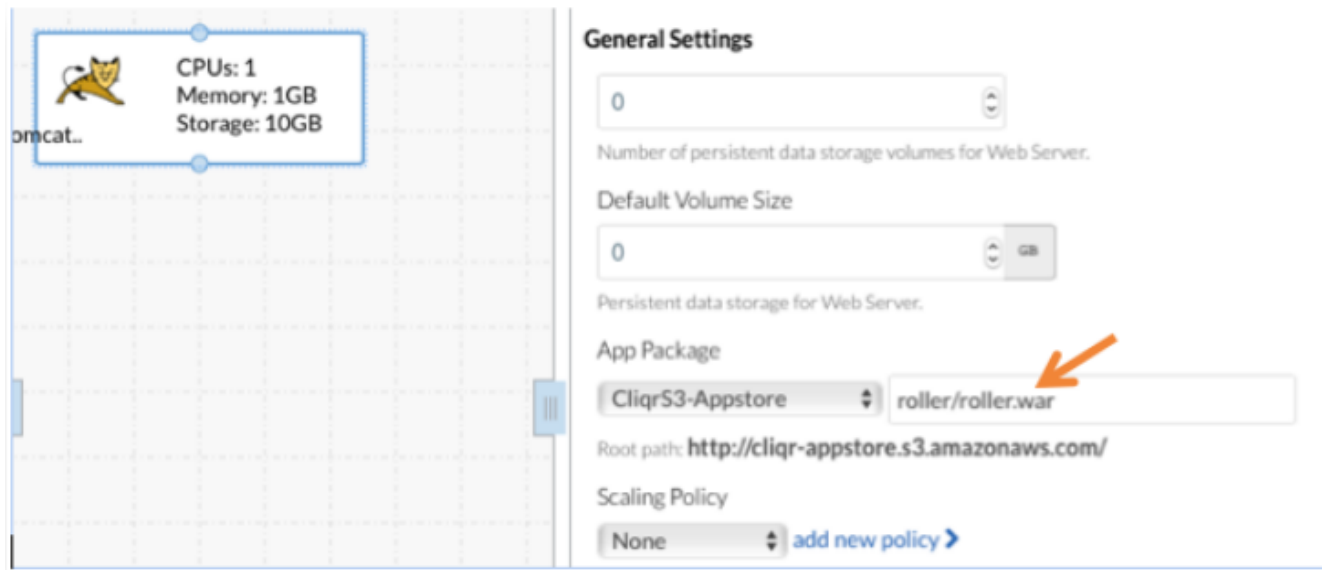 CPUs: 1
Memory: 1GB
Storage: 10GB
omcat..
General Settings
0
Number of persistent data storage volumes for Web Server.
Default Volume Size
0 GB
Persistent data storage for Web Server.
App Package
CliqrS3-Appstore roller/roller.war
Root path: http://cliqr-appstore.s3.amazonaws.com/
Scaling Policy
None add new policy